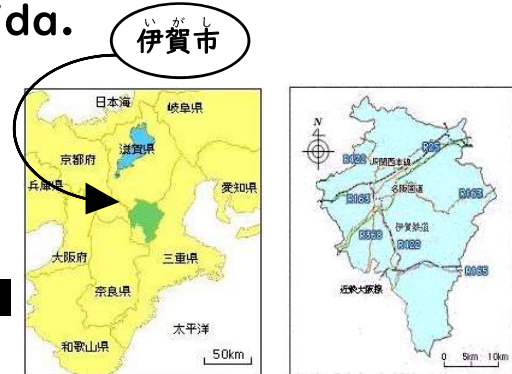 da.
い が し
伊賀市
日本海
岐阜県
滋賀県
京都府
兵庫県
愛知県
大阪府
三重県
奈良県
太平洋
和歌山県
50km
N
R25
R422
JR関西本線
名阪国道
R163
R163
伊賀鉄道
R368
R422
R165
近鉄大阪線
0 5km 10km